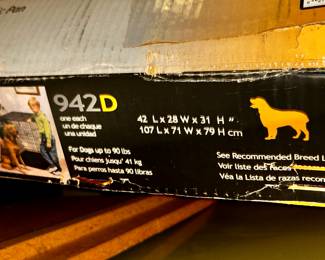 Pan
942D
one each
un de chaque
una unidad
For Dogs up to 90 lbs
Pour chiens jusqu' 41 kg
Para perros hasta 90 libras
42 L x 28 W x 31 H "
107 L x 71 W x 79 H cm
See Recommended Breed L
Voir liste des races
Véa la Lista de razas recom